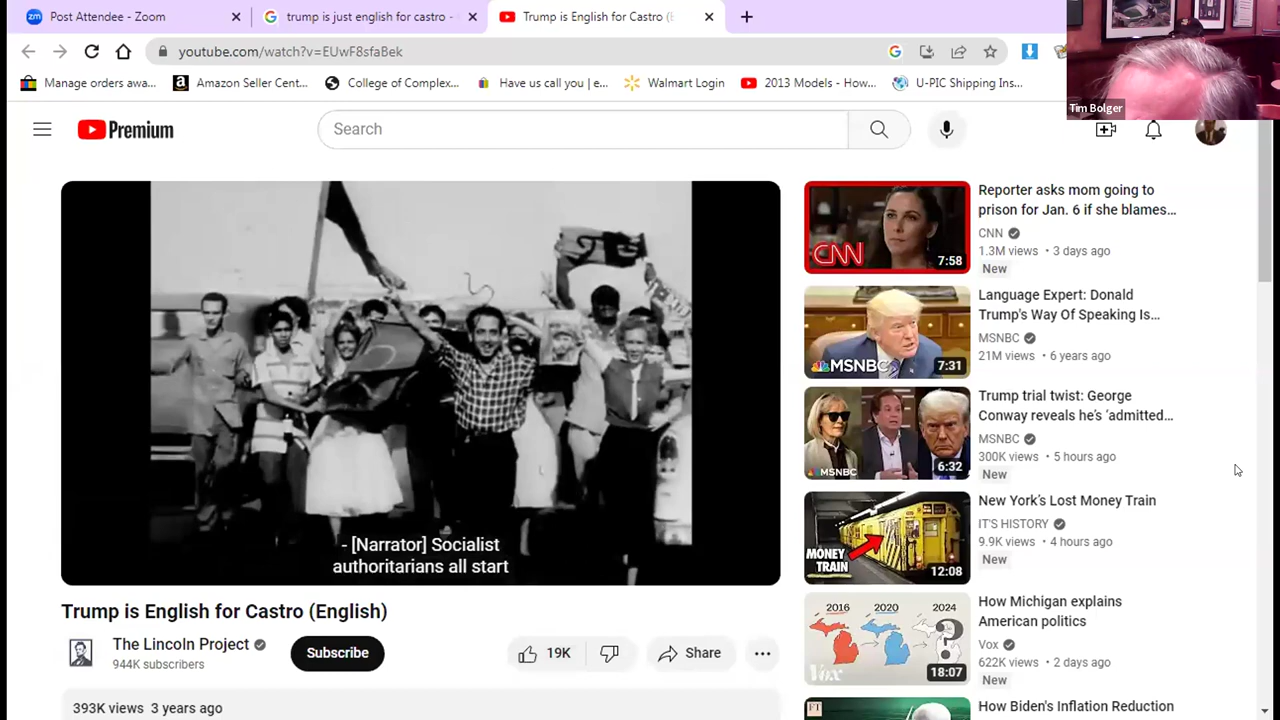 zm Post Attendee - Zoom
trump is just english for castro -
Trump is English for Castro (E
youtube.com/watch?v=EUwF8sfaBek
Manage orders awa...
Amazon Seller Cent...
College of Complex...
Have us call you | e...
Walmart Login
2013 Models - How...
U-PIC Shipping Ins...
Tim Bolger
Premium
Search
- [Narrator] Socialist
authoritarians all start
Trump is English for Castro (English)
The Lincoln Project
944K subscribers
Subscribe
19K
Share
393K views 3 years ago
CNN
7:58
Reporter asks mom going to
prison for Jan. 6 if she blames...
CNN
1.3M views • 3 days ago
New
MSNBC
7:31
Language Expert: Donald
Trump's Way Of Speaking Is...
MSNBC
21M views • 6 years ago
MSNBC
6:32
Trump trial twist: George
Conway reveals he's 'admitted...
MSNBC
300K views • 5 hours ago
New
MONEY
TRAIN
12:08
New York's Lost Money Train
IT'S HISTORY
9.9K views • 4 hours ago
New
2016 2020 2024
?
Vox
18:07
How Michigan explains
American politics
Vox
622K views • 2 days ago
New
FT
How Biden's Inflation Reduction